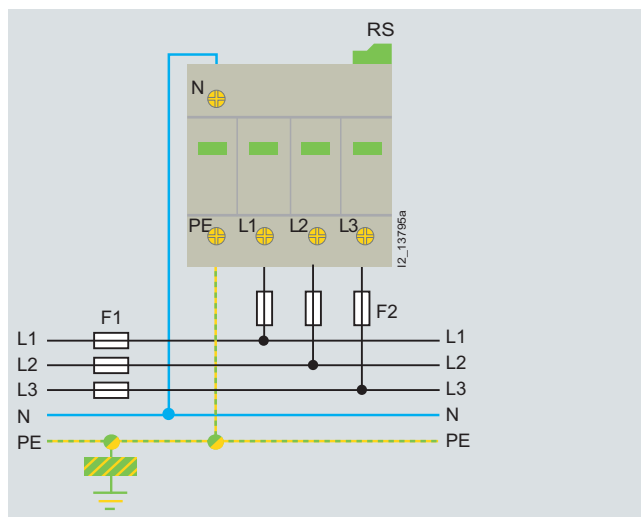 RS
N
PE L1 L2 L3
I2_13795a
F1 F2
L1 L1
L2 L2
L3 L3
N N
PE PE